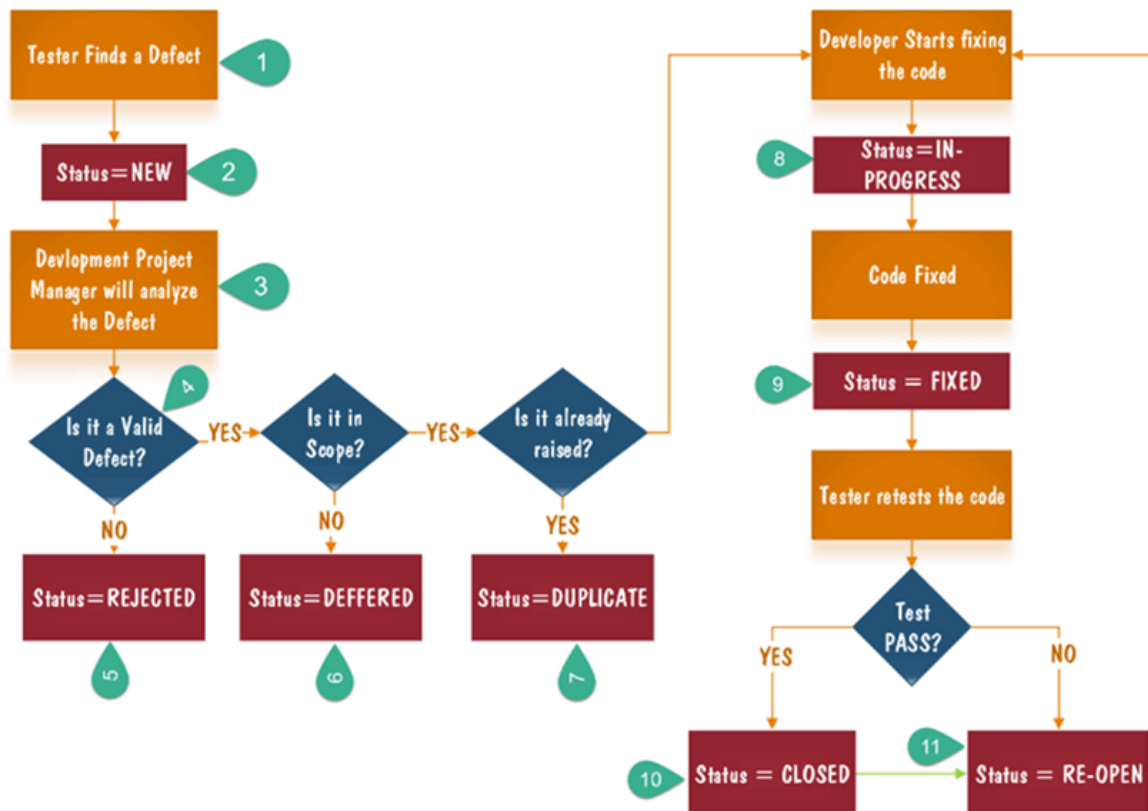 Tester Finds a Defect
1
Status=NEW
2
Devlopment Project
Manager will analyze
the Defect
3
4
Is it a Valid
Defect?
YES
Is it in
Scope?
YES
Is it already
raised?
NO
NO
YES
Status=REJECTED
Status=DEFFERED
Status=DUPLICATE
5
6
7
Developer Starts fixing
the code
8
Status=IN-
PROGRESS
Code Fixed
9
Status = FIXED
Tester retests the code
Test
PASS?
YES
NO
10
Status = CLOSED
11
Status = RE-OPEN